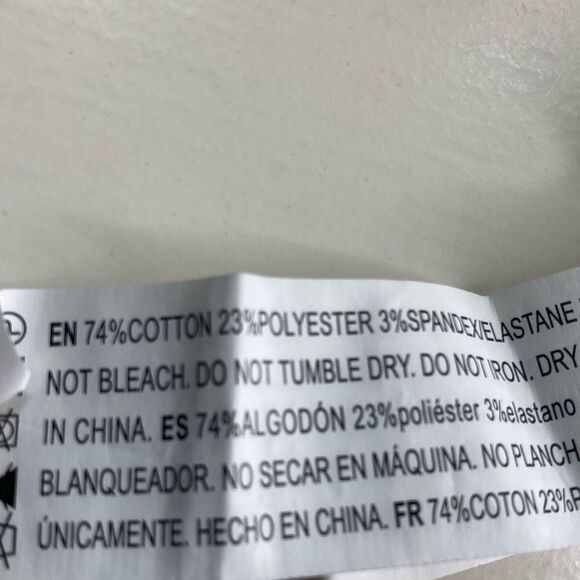 EN 74%COTTON 23%POLYESTER 3%SPANDEX/ELASTANE
NOT BLEACH. DO NOT TUMBLE DRY. DO NOT IRON. DRY
IN CHINA. ES 74%ALGODÓN 23%poliéster 3%elastano
BLANQUEADOR. NO SECAR EN MÁQUINA. NO PLANCH
ÚNICAMENTE. HECHO EN CHINA. FR 74%COTON 23%P